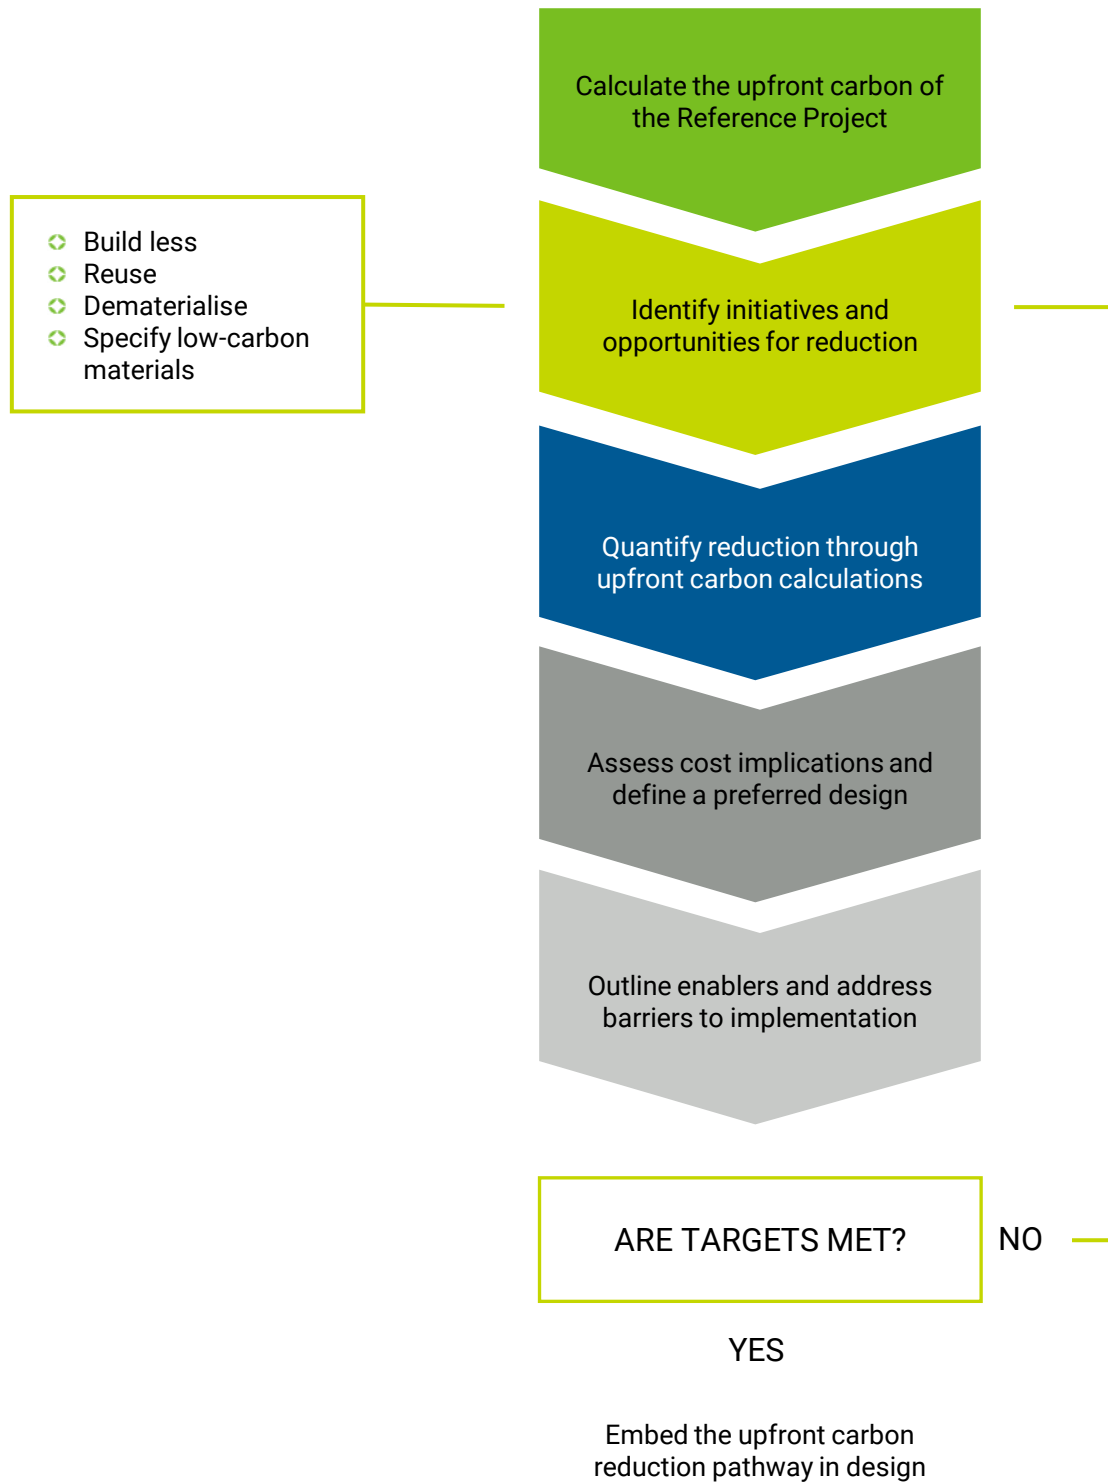 Calculate the upfront carbon of
the Reference Project
Build less
Reuse
Dematerialise
Specify low-carbon
materials
Identify initiatives and
opportunities for reduction
Quantify reduction through
upfront carbon calculations
Assess cost implications and
define a preferred design
Outline enablers and address
barriers to implementation
ARE TARGETS MET?
NO
YES
Embed the upfront carbon
reduction pathway in design